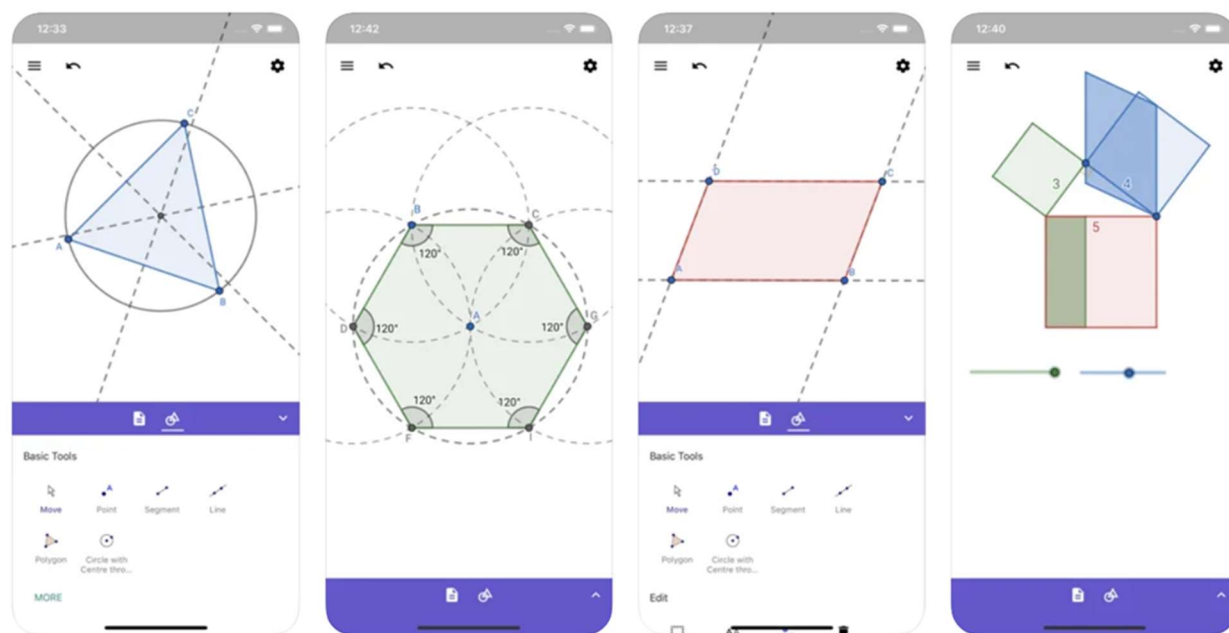 12:33
C
A
B
Basic Tools
Move
Point
Segment
Line
Polygon
Circle with
Centre thro...
MORE
12:42
B
C
120°
120°
D
120°
A
120°
G
120°
120°
F
I
12:37
D
C
A
B
Basic Tools
Move
Point
Segment
Line
Polygon
Circle with
Centre thro...
Edit
12:40
3
4
5